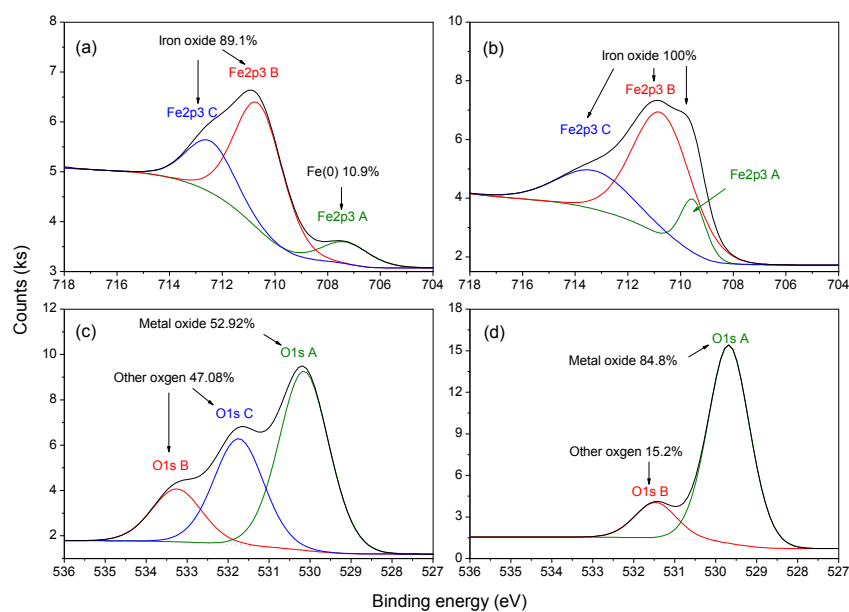 (a)
Iron oxide 89.1%
Fe2p3 B
Fe2p3 C
Fe(0) 10.9%
Fe2p3 A
8
7
6
5
4
3
718 716 714 712 710 708 706 704
(b)
Iron oxide 100%
Fe2p3 B
Fe2p3 C
Fe2p3 A
10
8
6
4
2
718 716 714 712 710 708 706 704
Counts (ks)
(c)
Metal oxide 52.92%
O1s A
Other oxgen 47.08%
O1s C
O1s B
12
10
8
6
4
2
536 535 534 533 532 531 530 529 528 527
(d)
O1s A
Metal oxide 84.8%
Other oxgen 15.2%
O1s B
18
15
12
9
6
3
0
536 535 534 533 532 531 530 529 528 527
Binding energy (eV)